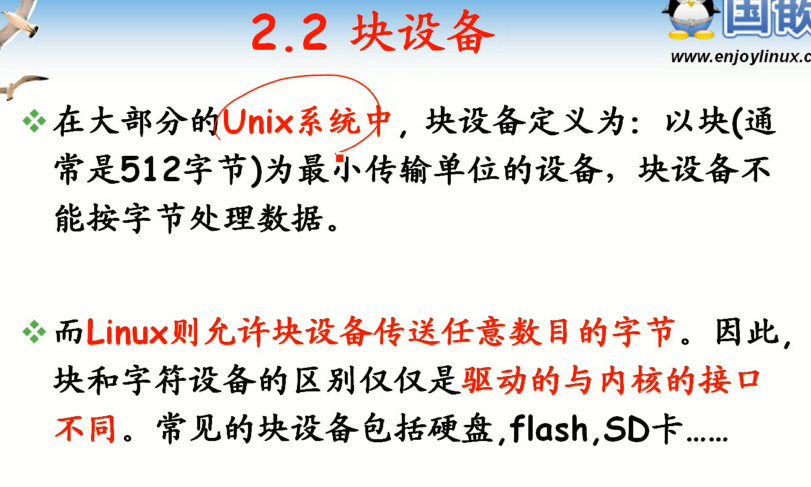 2.2 块设备
国嵌
www.enjoylinux.c
在大部分的Unix系统中，块设备定义为：以块(通
常是512字节)为最小传输单位的设备，块设备不
能按字节处理数据。
而Linux则允许块设备传送任意数目的字节。因此,
块和字符设备的区别仅仅是驱动的与内核的接口
不同。常见的块设备包括硬盘,flash,SD卡……